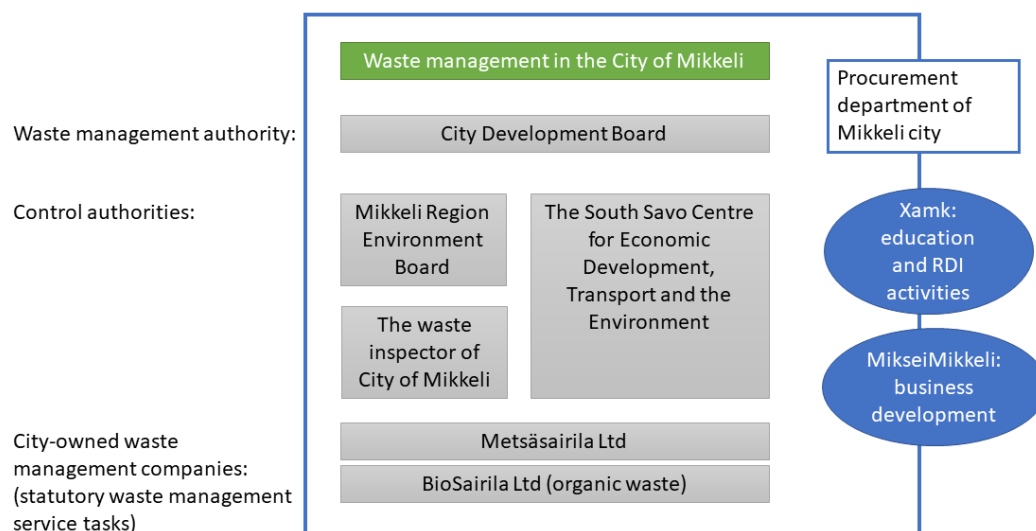 Waste management in the City of Mikkeli
Procurement
department of
Mikkeli city
Waste management authority:
City Development Board
Control authorities:
Mikkeli Region
Environment
Board
The South Savo Centre
for Economic
Development,
Transport and the
Environment
Xamk:
education
and RDI
activities
The waste
inspector of
City of Mikkeli
MikseiMikkeli:
business
development
City-owned waste
management companies:
(statutory waste management
service tasks)
Metsäsairila Ltd
BioSairila Ltd (organic waste)